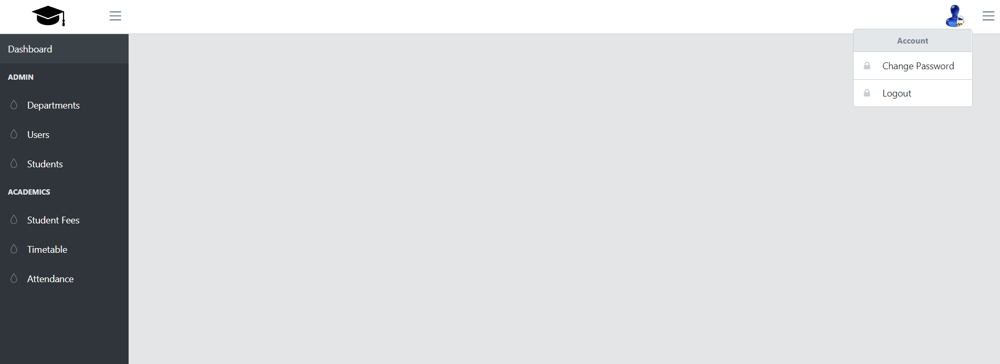 Dashboard
ADMIN
Departments
Users
Students
ACADEMICS
Student Fees
Timetable
Attendance
Account
Change Password
Logout